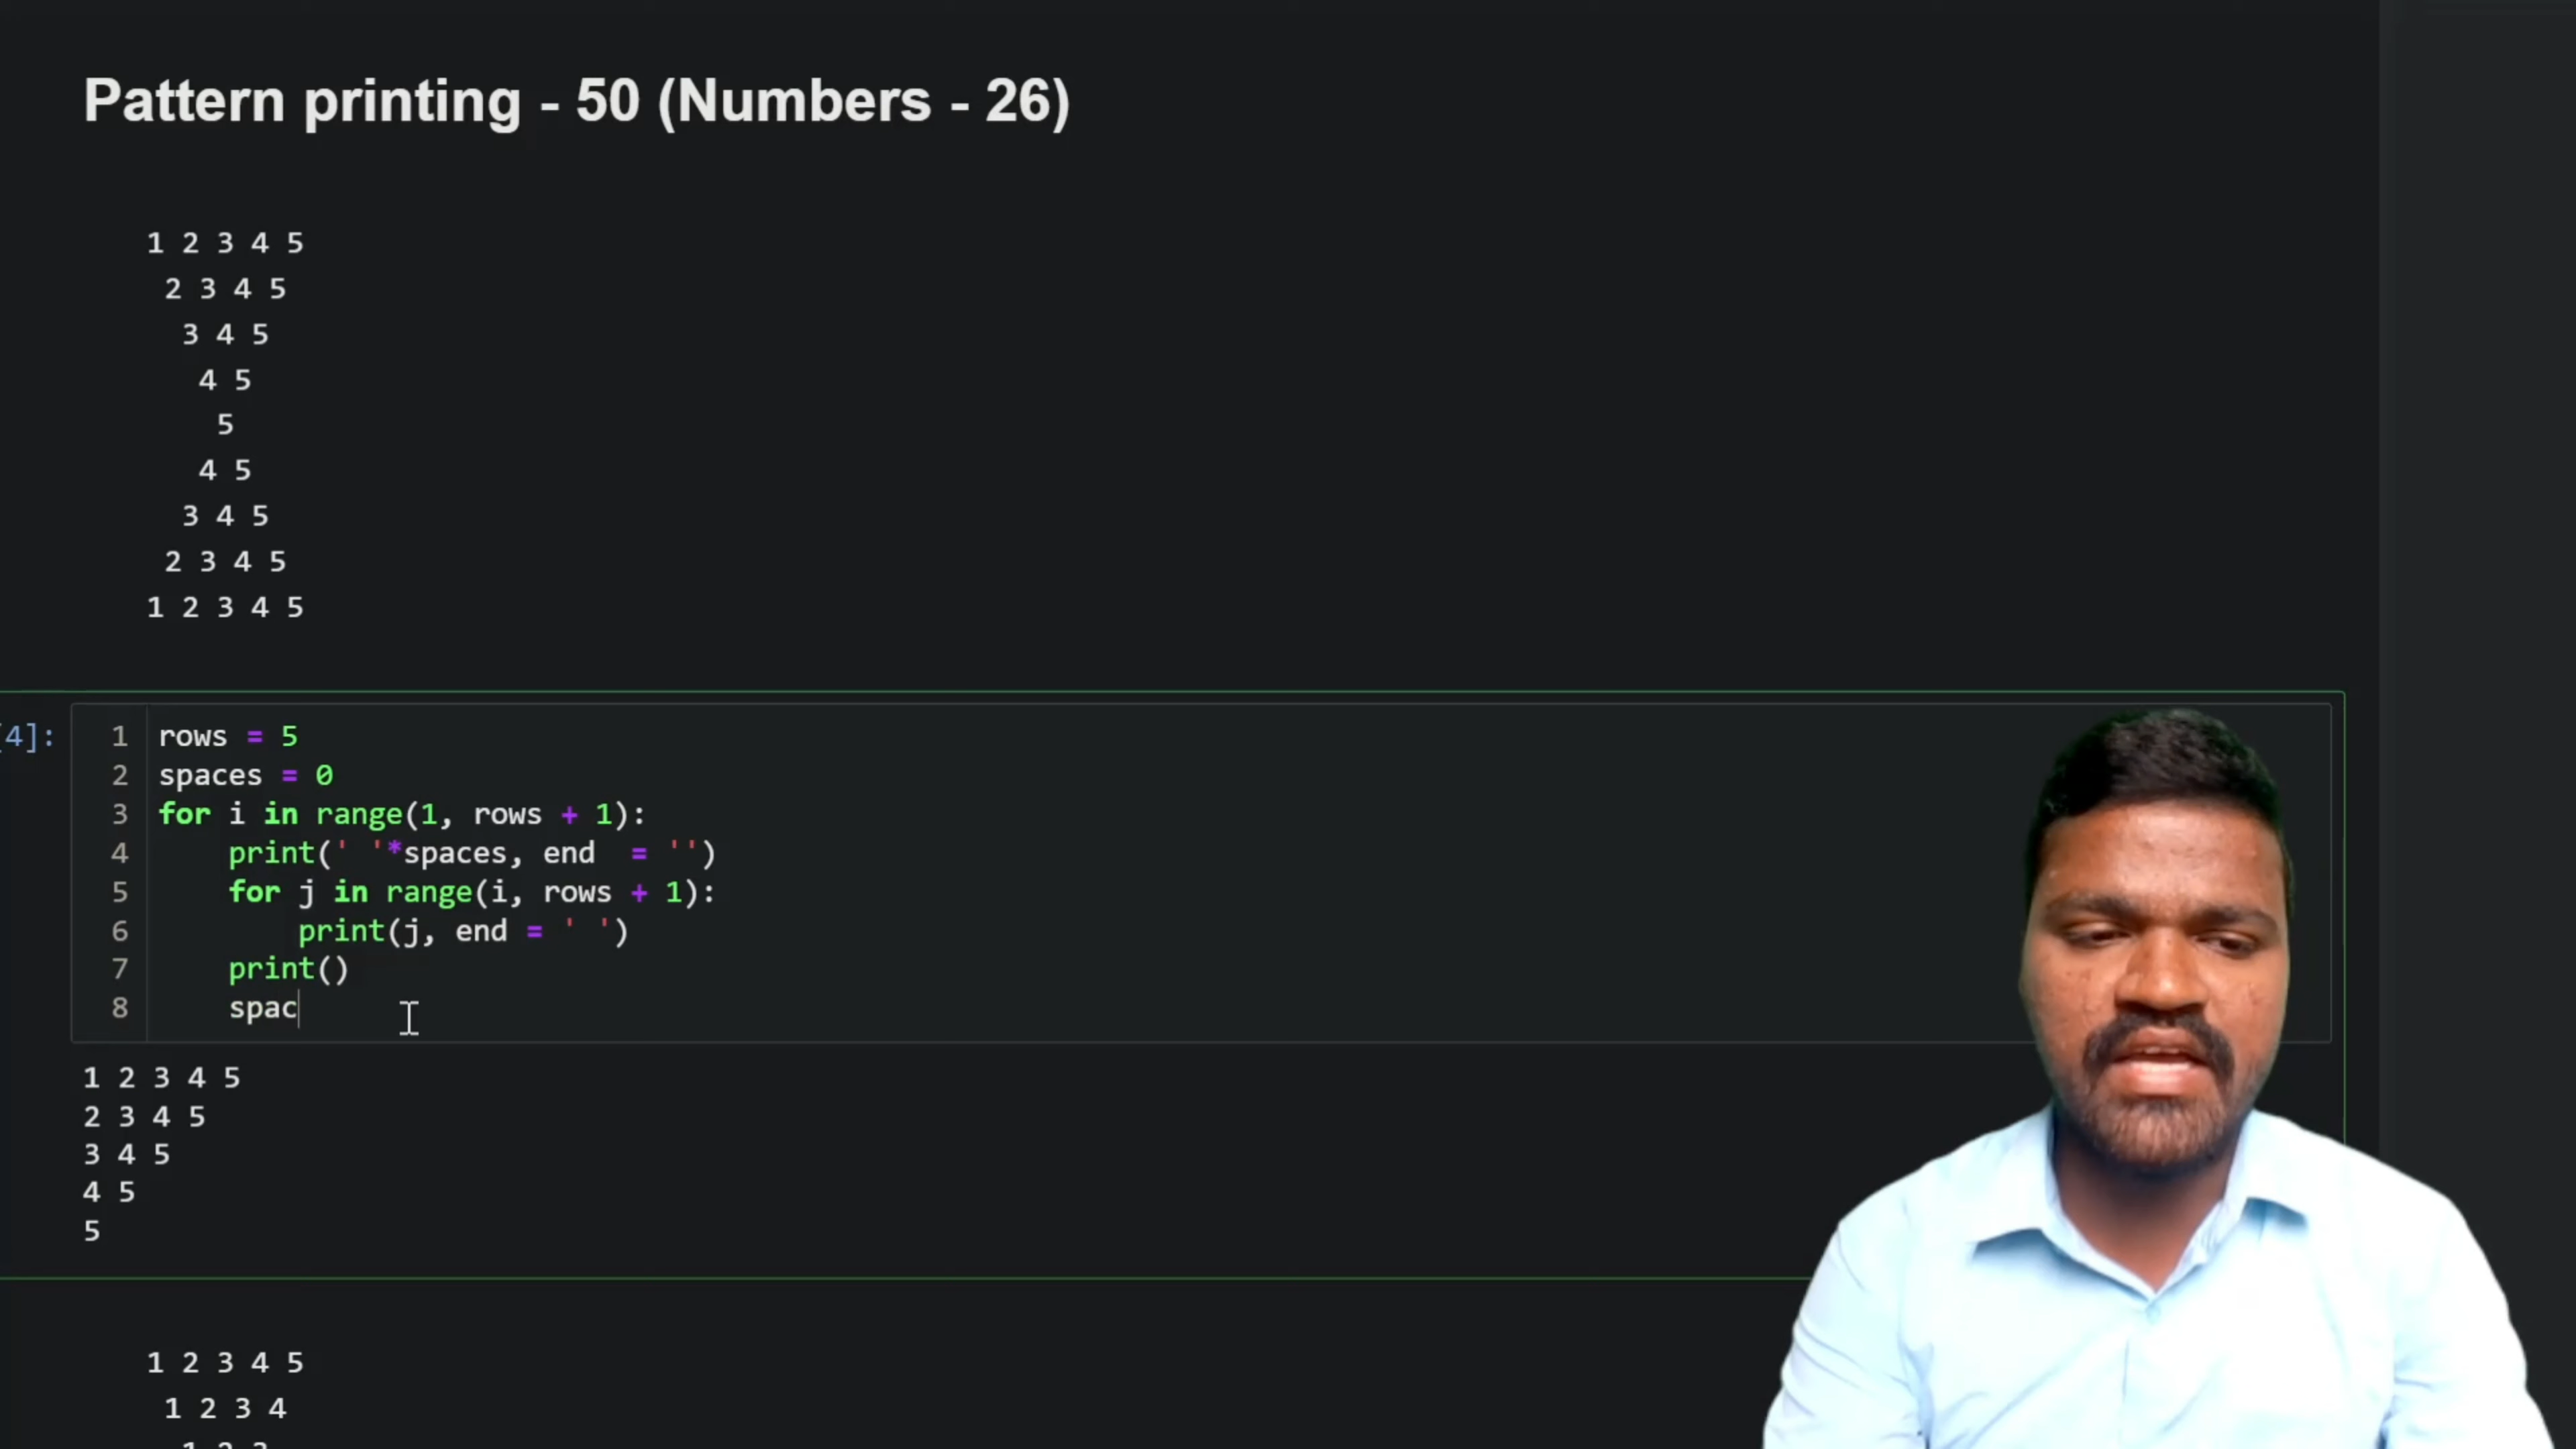 Pattern printing - 50 (Numbers - 26)
1 2 3 4 5
2 3 4 5
3 4 5
4 5
5
4 5
3 4 5
2 3 4 5
1 2 3 4 5
[4]:
1 rows = 5
2 spaces = 0
3 for i in range(1, rows + 1):
4 print(' '*spaces, end  = '')
5 for j in range(i, rows + 1):
6 print(j, end = ' ')
7 print()
8 spac
1 2 3 4 5
2 3 4 5
3 4 5
4 5
5
1 2 3 4 5
1 2 3 4
1 2 3